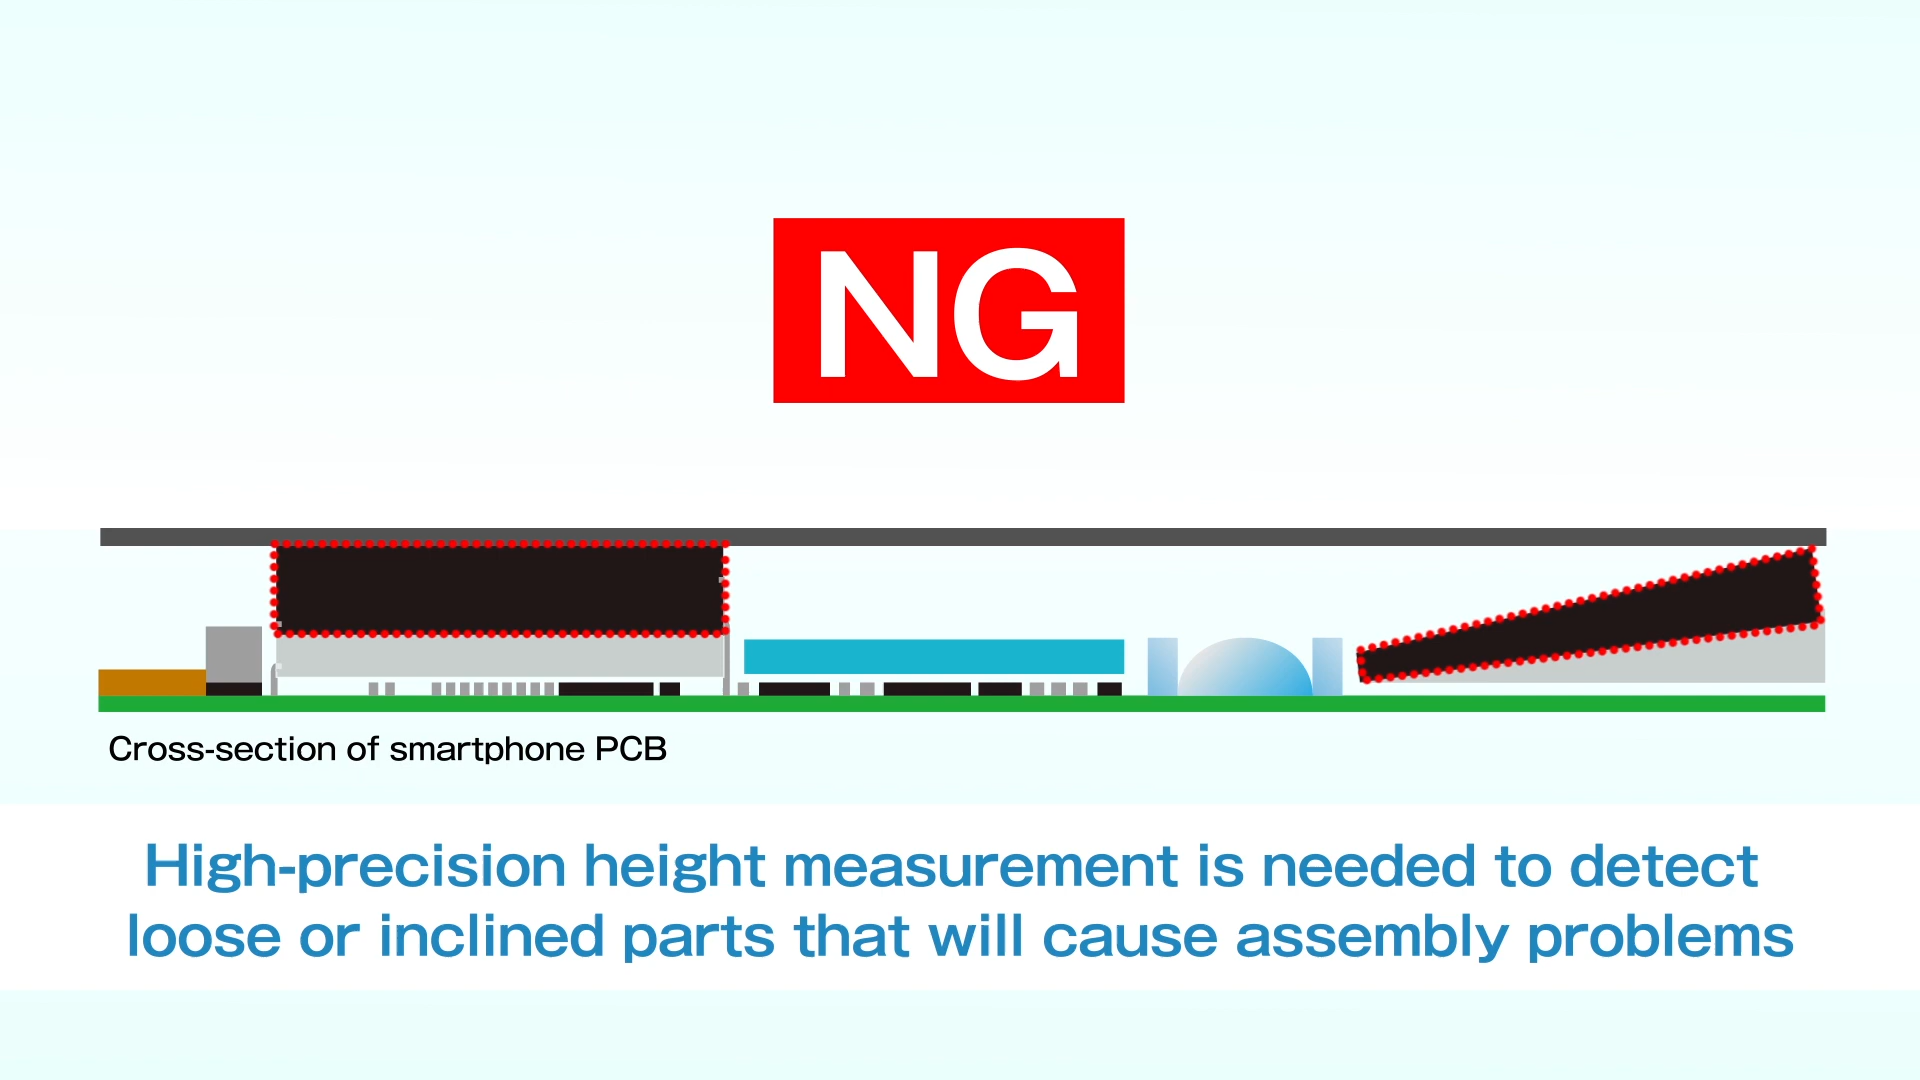 NG
Cross-section of smartphone PCB
High-precision height measurement is needed to detect
loose or inclined parts that will cause assembly problems